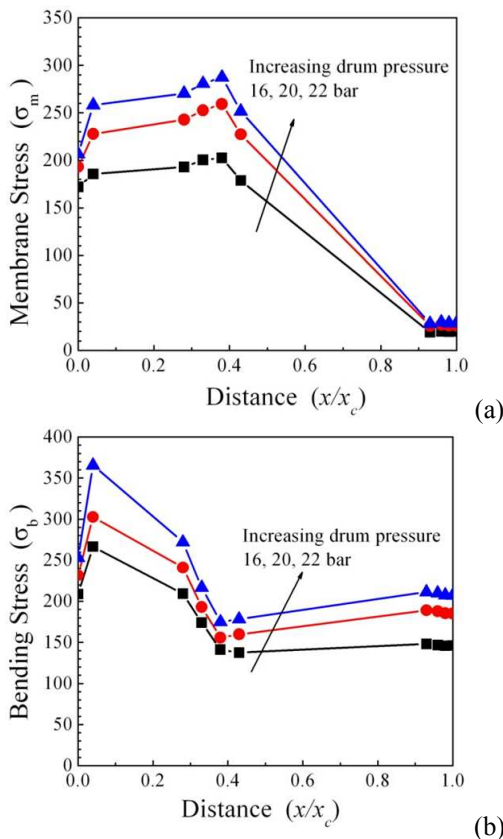 350
300
250
200
150
100
50
0
Membrane Stress (σm)
Increasing drum pressure
16, 20, 22 bar
0.0 0.2 0.4 0.6 0.8 1.0
Distance (x/xc)
(a)
400
350
300
250
200
150
100
50
0
Bending Stress (σb)
Increasing drum pressure
16, 20, 22 bar
0.0 0.2 0.4 0.6 0.8 1.0
Distance (x/xc)
(b)